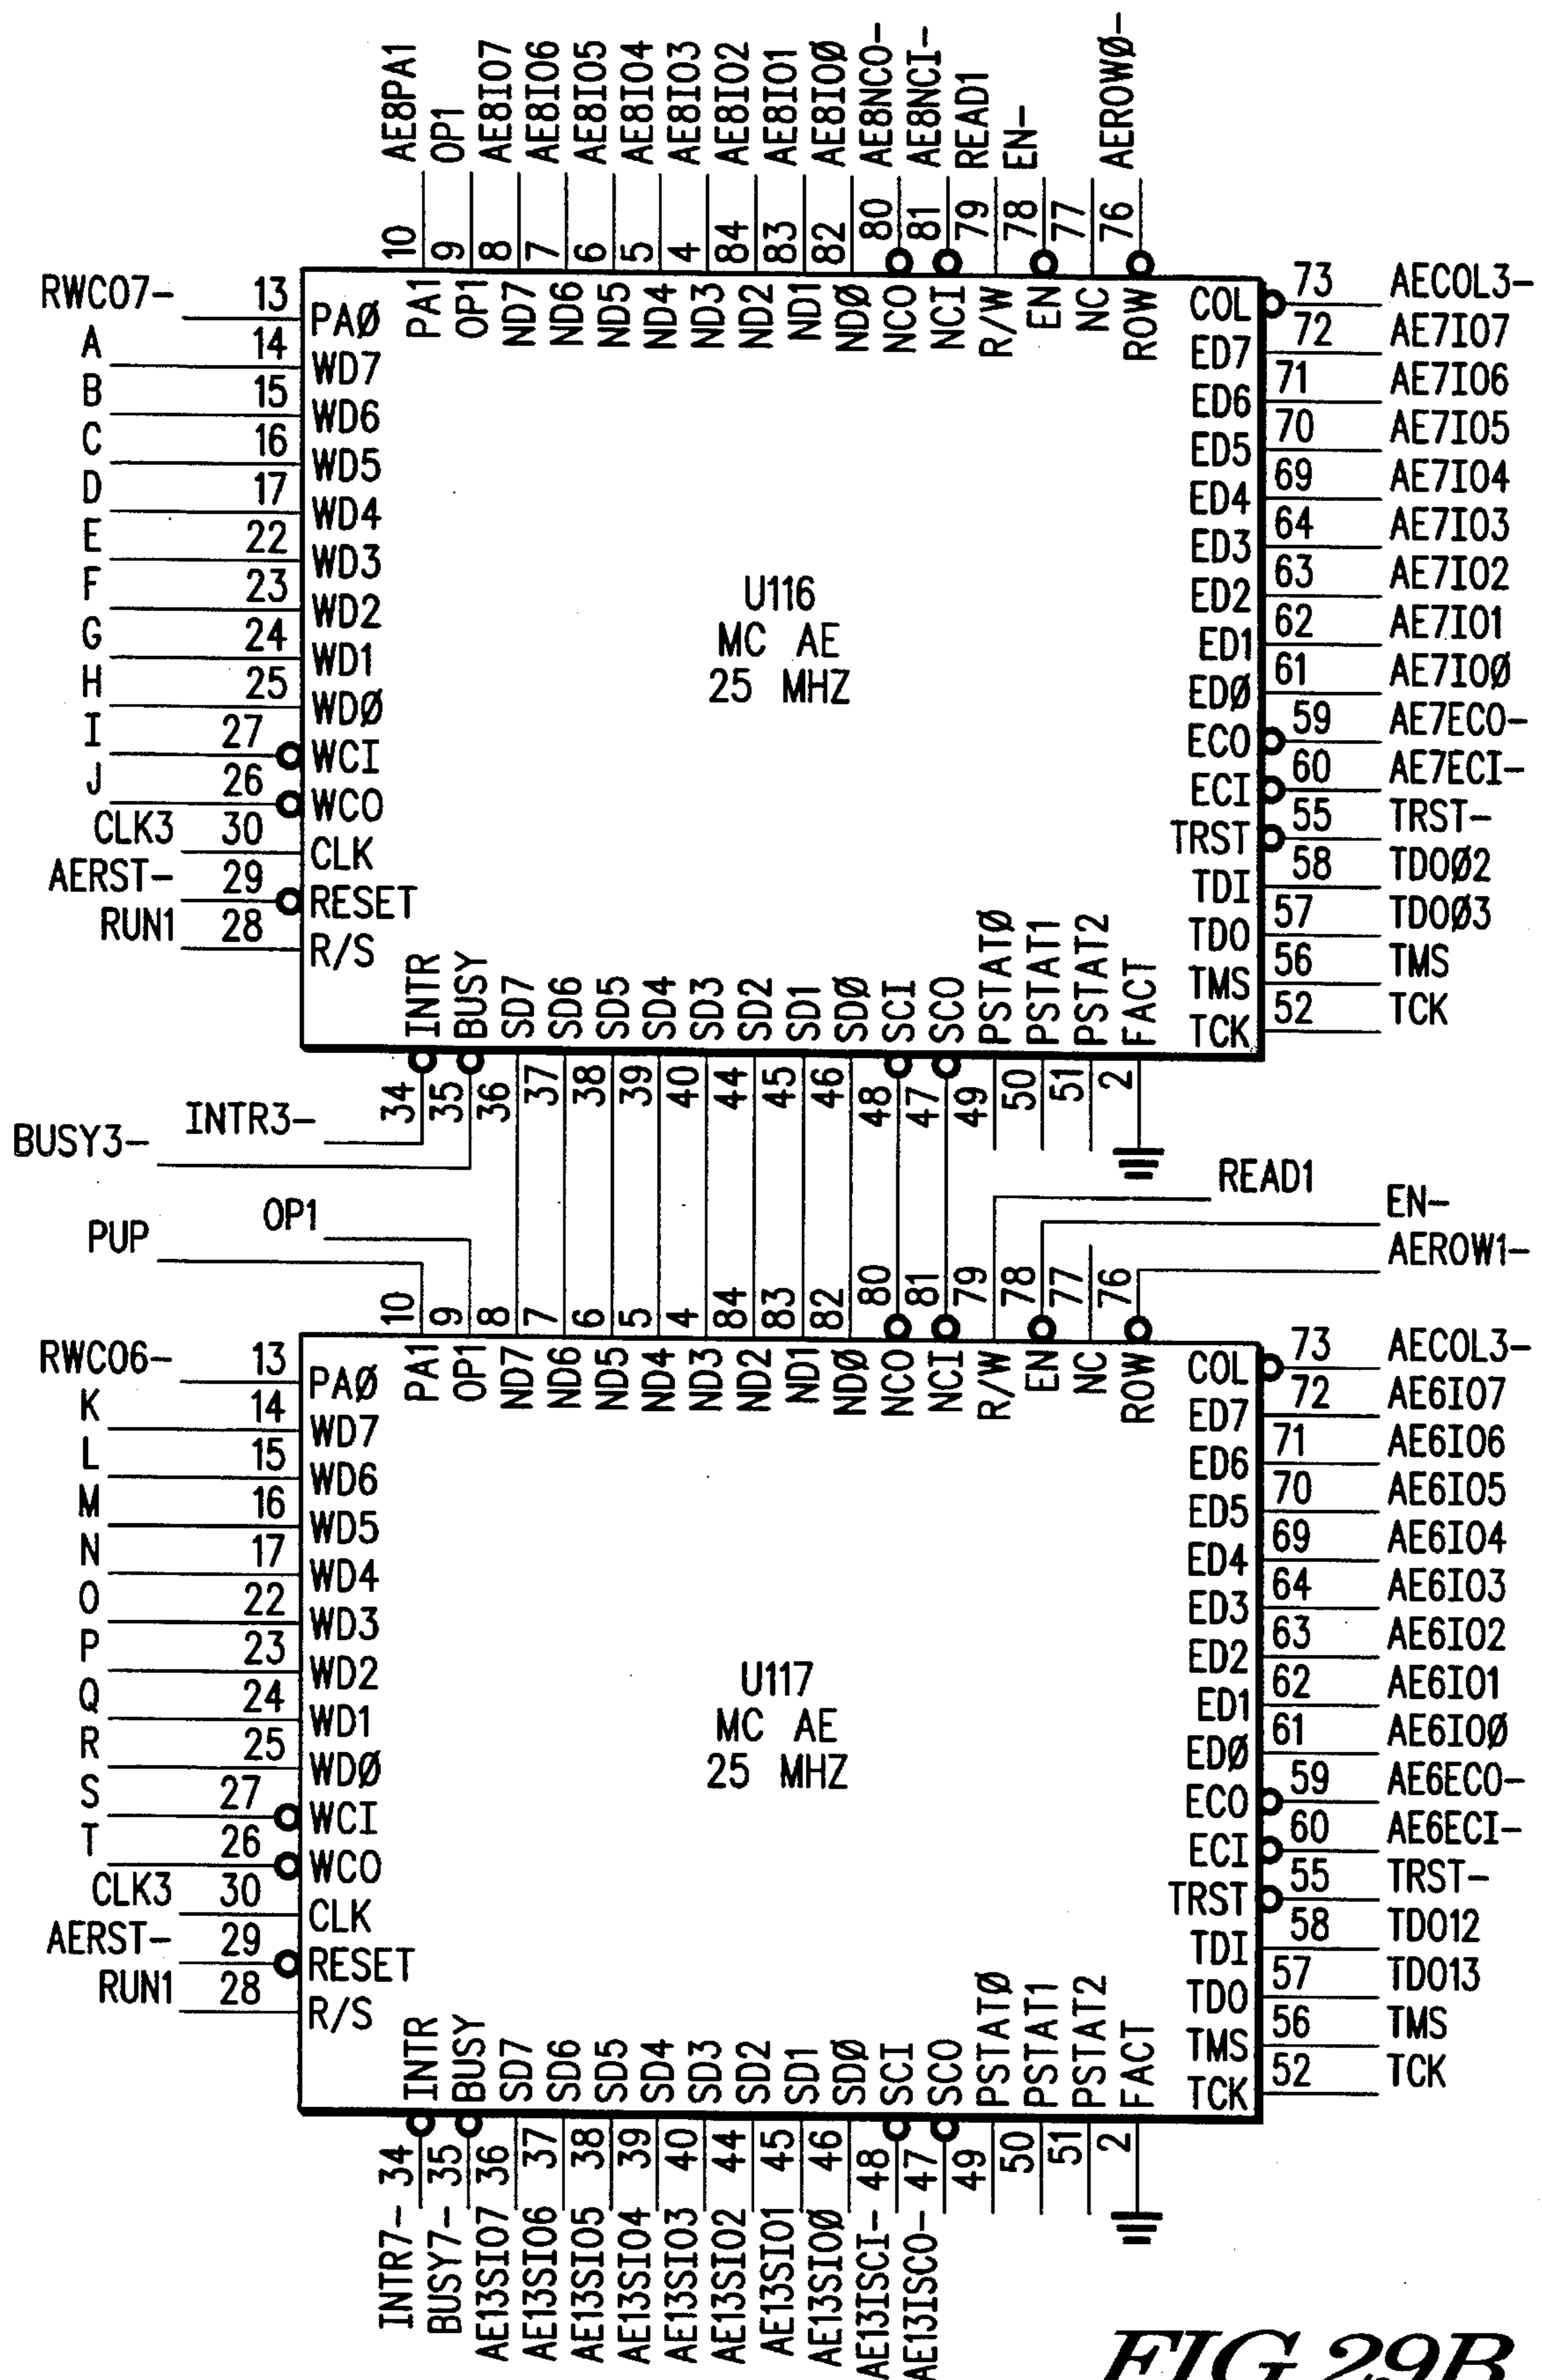 AE8PA1
OP1
AE8IO7
AE8IO6
AE8IO5
AE8IO4
AE8IO3
AE8IO2
AE8IO1
AE8IOØ
AE8NCO-
AE8NCI-
READ1
EN-
AEROWØ-
10 9 8 7 6 5 4 84 83 82 80 81 79 78 77 76
PA1 OP1 ND7 ND6 ND5 ND4 ND3 ND2 ND1 NDØ NCO NCI R/W EN NC ROW
RWC07- 13 PAØ
A 14 WD7
B 15 WD6
C 16 WD5
D 17 WD4
E 22 WD3
F 23 WD2
G 24 WD1
H 25 WDØ
I 27 WCI
J 26 WCO
CLK3 30 CLK
AERST- 29 RESET
RUN1 28 R/S
U116
MC AE
25 MHZ
COL 73 AECOL3-
ED7 72 AE7IO7
ED6 71 AE7IO6
ED5 70 AE7IO5
ED4 69 AE7IO4
ED3 64 AE7IO3
ED2 63 AE7IO2
ED1 62 AE7IO1
EDØ 61 AE7IOØ
ECO 59 AE7ECO-
ECI 60 AE7ECI-
TRST 55 TRST-
TDI 58 TDOØ2
TDO 57 TDOØ3
TMS 56 TMS
TCK 52 TCK
INTR BUSY SD7 SD6 SD5 SD4 SD3 SD2 SD1 SDØ SCI SCO PSTATØ PSTAT1 PSTAT2 FACT
34 35 36 37 38 39 40 44 45 46 48 47 49 50 51 2
INTR3-
BUSY3-
READ1
EN-
OP1
PUP
AEROW1-
10 9 8 7 6 5 4 84 83 82 80 81 79 78 77 76
PA1 OP1 ND7 ND6 ND5 ND4 ND3 ND2 ND1 NDØ NCO NCI R/W EN NC ROW
RWC06- 13 PAØ
K 14 WD7
L 15 WD6
M 16 WD5
N 17 WD4
O 22 WD3
P 23 WD2
Q 24 WD1
R 25 WDØ
S 27 WCI
T 26 WCO
CLK3 30 CLK
AERST- 29 RESET
RUN1 28 R/S
U117
MC AE
25 MHZ
COL 73 AECOL3-
ED7 72 AE6IO7
ED6 71 AE6IO6
ED5 70 AE6IO5
ED4 69 AE6IO4
ED3 64 AE6IO3
ED2 63 AE6IO2
ED1 62 AE6IO1
EDØ 61 AE6IOØ
ECO 59 AE6ECO-
ECI 60 AE6ECI-
TRST 55 TRST-
TDI 58 TDO12
TDO 57 TDO13
TMS 56 TMS
TCK 52 TCK
INTR BUSY SD7 SD6 SD5 SD4 SD3 SD2 SD1 SDØ SCI SCO PSTATØ PSTAT1 PSTAT2 FACT
34 35 36 37 38 39 40 44 45 46 48 47 49 50 51 2
INTR7-
BUSY7-
AE13SIO7
AE13SIO6
AE13SIO5
AE13SIO4
AE13SIO3
AE13SIO2
AE13SIO1
AE13SIOØ
AE13ISCI-
AE13ISCO-
FIG 29B